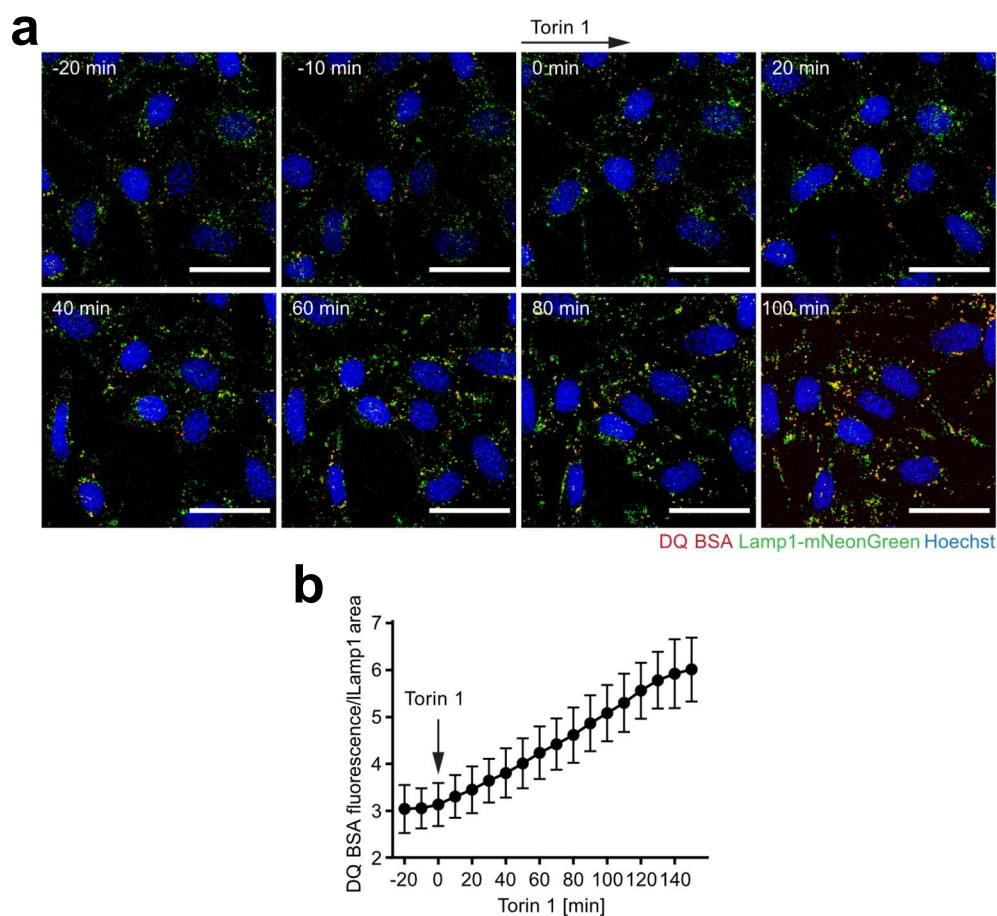 a
Torin 1
-20 min
-10 min
0 min
20 min
40 min
60 min
80 min
100 min
DQ BSA Lamp1-mNeonGreen Hoechst
b
DQ BSA fluorescence/lLamp1 area
7
6
5
4
3
2
Torin 1
-20 0 20 40 60 80 100 120 140
Torin 1 [min]